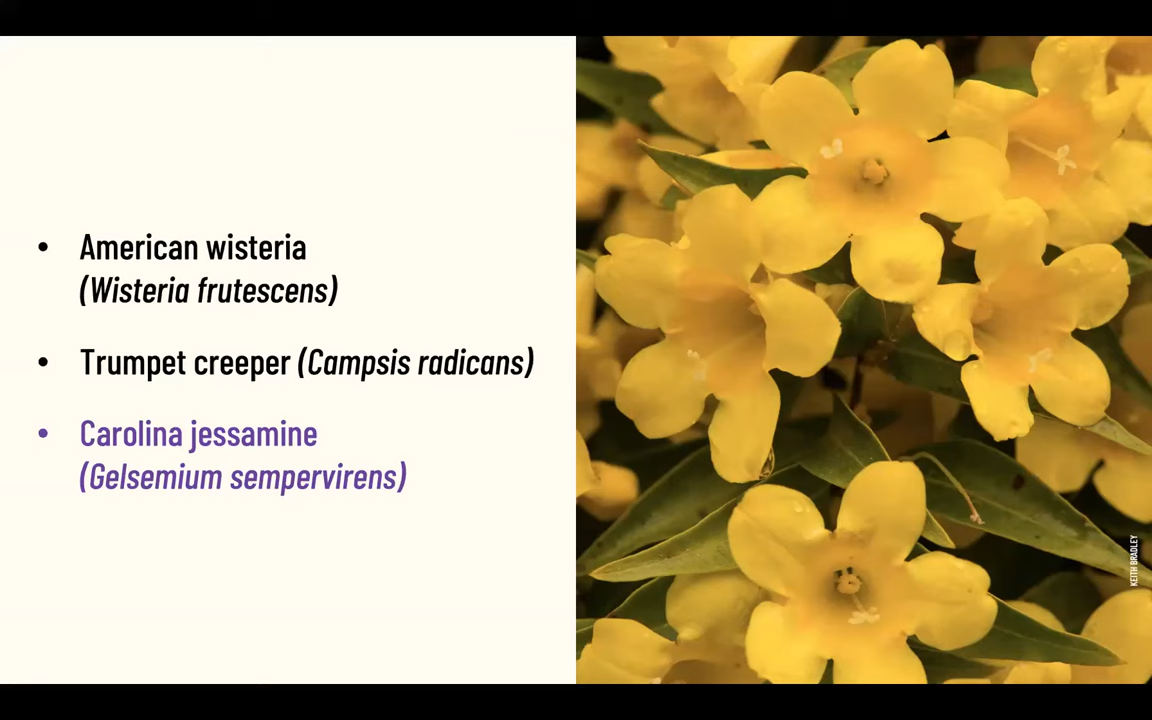 • American wisteria
(Wisteria frutescens)
• Trumpet creeper (Campsis radicans)
• Carolina jessamine
(Gelsemium sempervirens)
KEITH BRADLEY